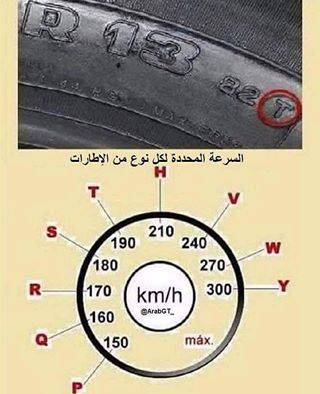 R 13
82 T
السرعة المحددة لكل نوع من الإطارات
H
T V
S W
R Y
Q
P
210
190 240
180 270
170 300
160
150
km/h
@ArabGT_
máx.